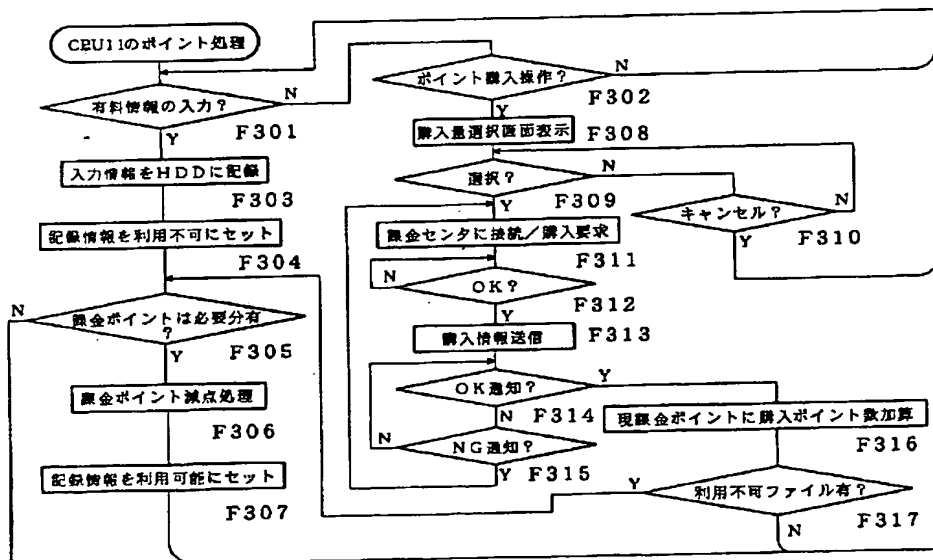 CPU11のポイント処理
有料情報の入力?
N
F301
Y
入力情報をHDDに記録
F303
記録情報を利用不可にセット
F304
N
課金ポイントは必要分有
?
F305
Y
課金ポイント減点処理
F306
記録情報を利用可能にセット
F307
ポイント購入操作?
N
F302
Y
購入量選択画面表示
F308
選択?
N
F309
Y
キャンセル?
N
F310
Y
課金センタに接続/購入要求
F311
N
OK?
F312
Y
購入情報送信
F313
OK通知?
Y
F314
N
N
NG通知?
F315
Y
現課金ポイントに購入ポイント数加算
F316
Y
利用不可ファイル有?
F317
N